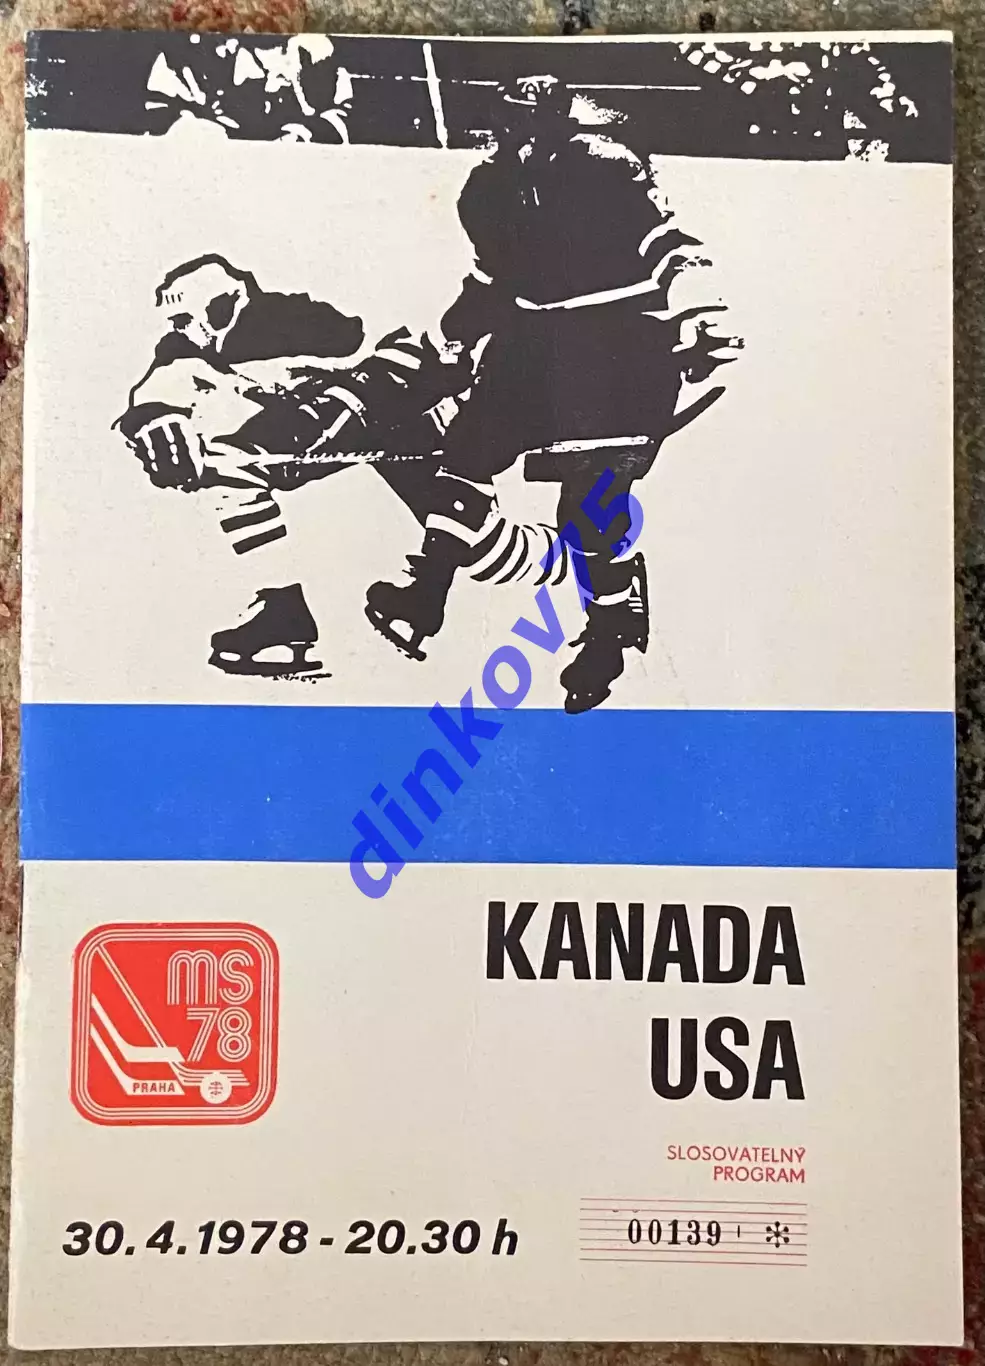 dinkov75
KANADA
USA
ms
78
PRAHA
SLOSOVATELNÝ
PROGRAM
30.4.1978 - 20.30 h
00139 *